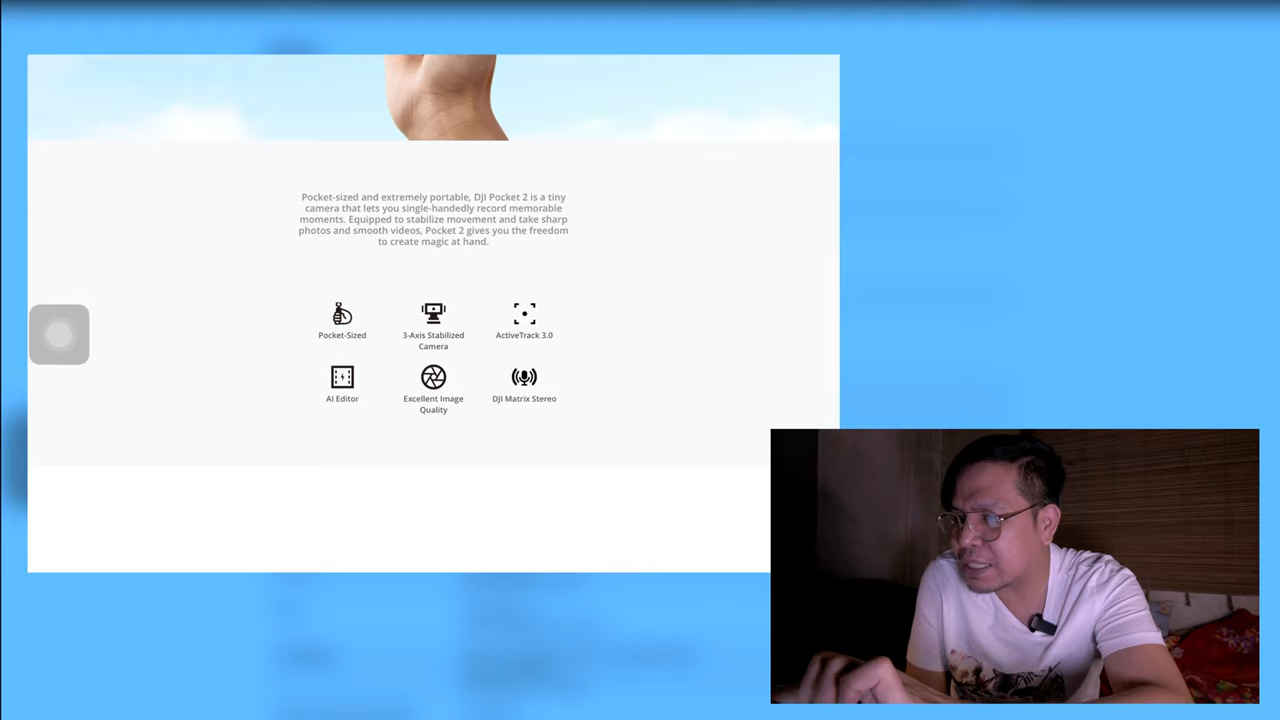 Pocket-sized and extremely portable, DJI Pocket 2 is a tiny
camera that lets you single-handedly record memorable
moments. Equipped to stabilize movement and take sharp
photos and smooth videos, Pocket 2 gives you the freedom
to create magic at hand.
Pocket-Sized
3-Axis Stabilized
Camera
ActiveTrack 3.0
AI Editor
Excellent Image
Quality
DJI Matrix Stereo